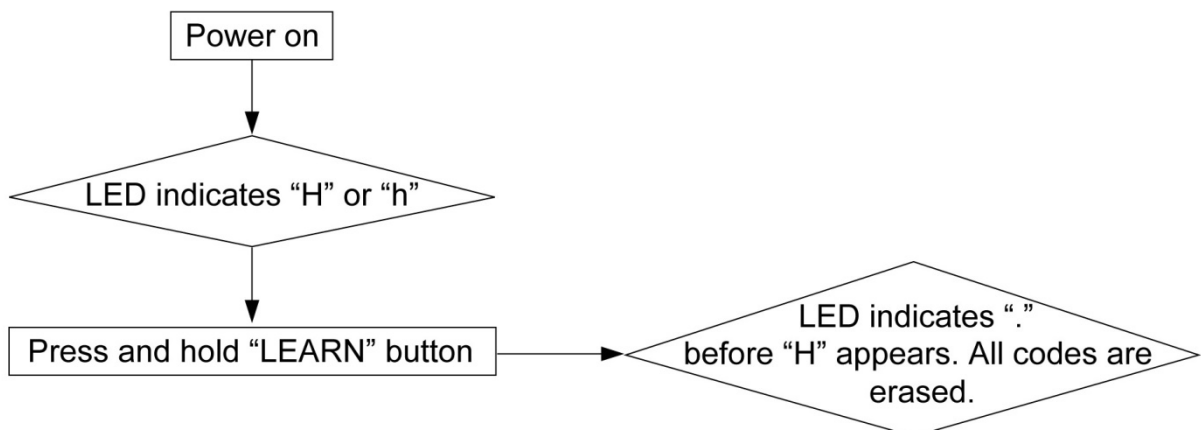 Power on
LED indicates “H” or “h”
Press and hold “LEARN” button
LED indicates “.”
before “H” appears. All codes are
erased.